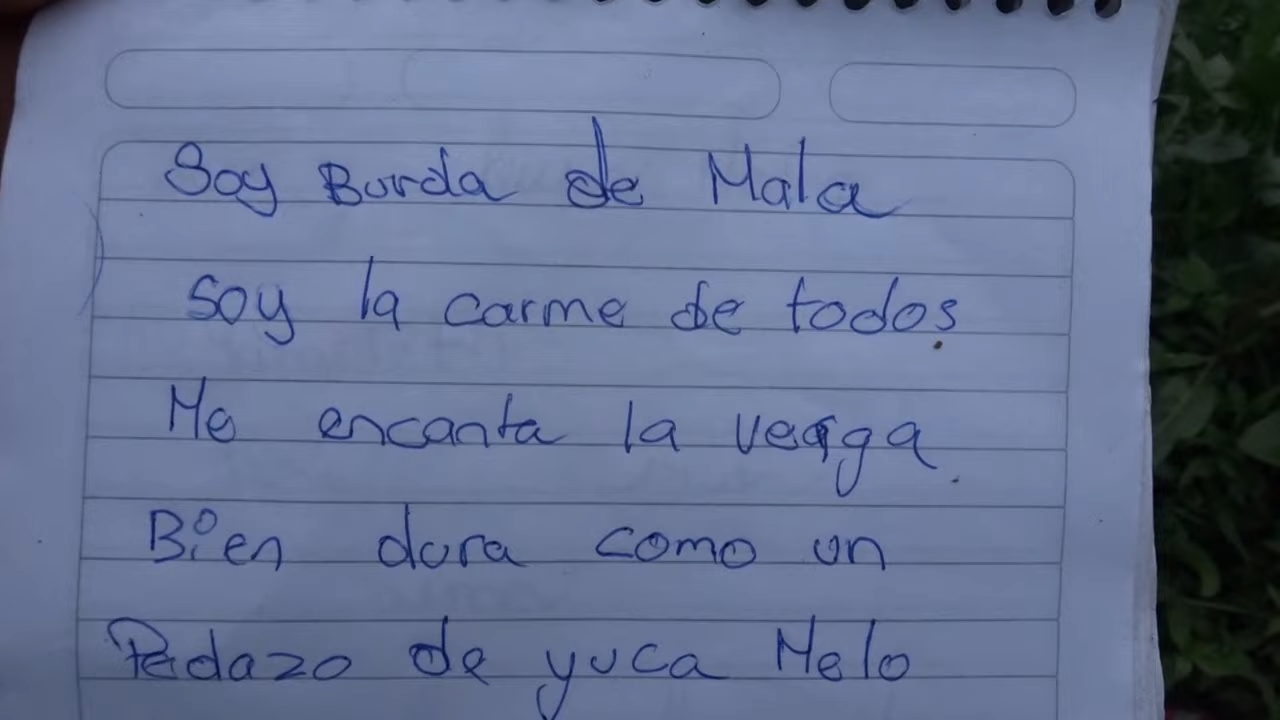 Soy Burda de Mala
soy la carme de todos
Me encanta la verga.
Bien dura como un
Pedazo de yuca Melo